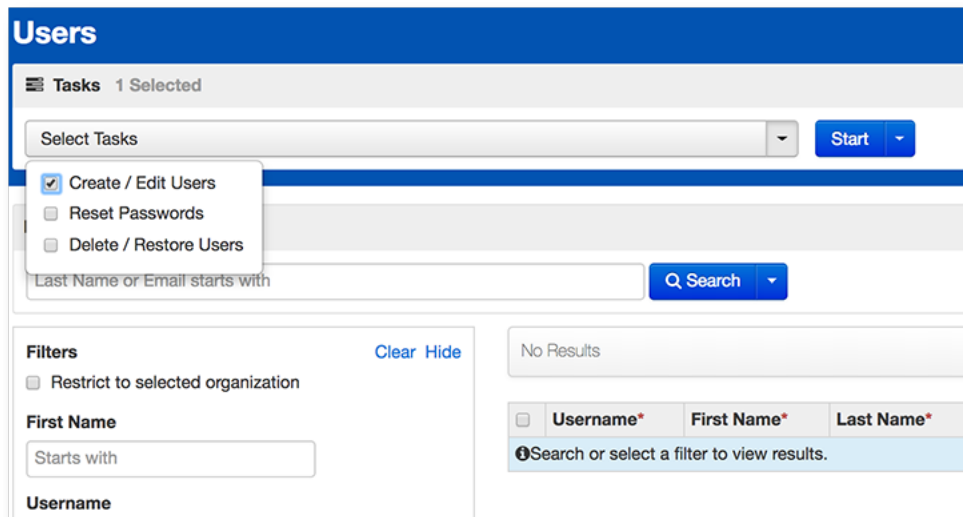 Users
Tasks 1 Selected
Select Tasks
Start
Create / Edit Users
Reset Passwords
Delete / Restore Users
Last Name or Email starts with
Search
Filters
Clear Hide
Restrict to selected organization
First Name
Starts with
Username
No Results
Username* First Name* Last Name*
Search or select a filter to view results.